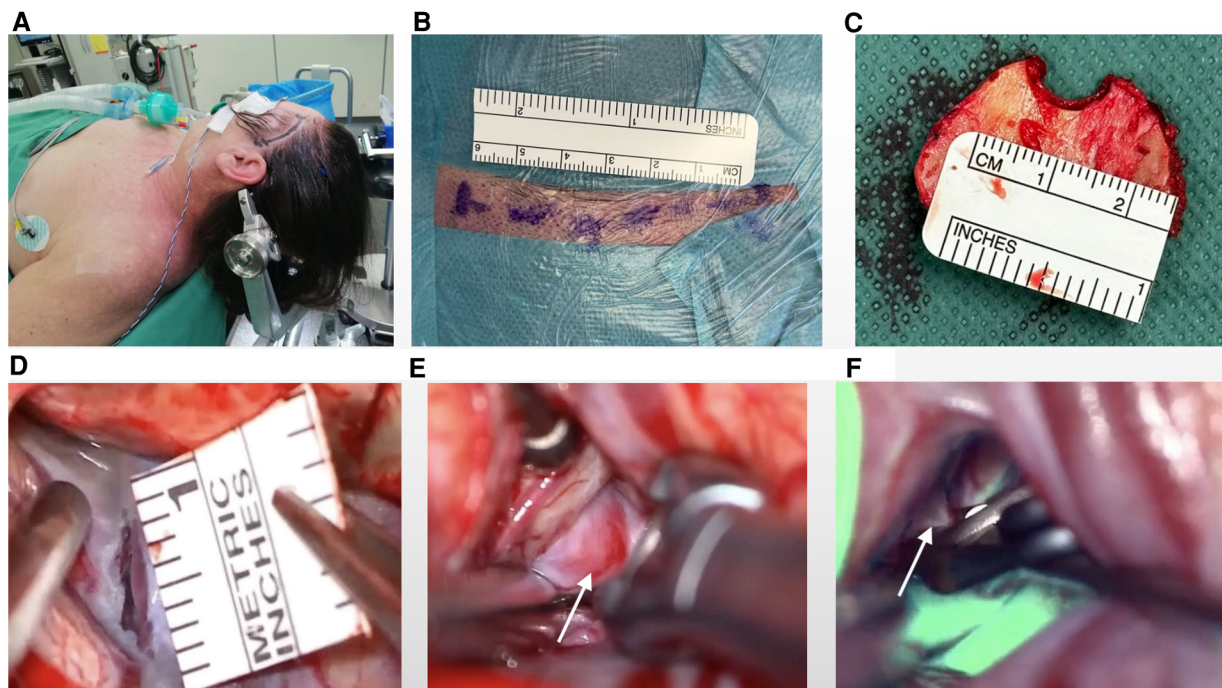 A
B
C
2 1 INCHES
6 5 4 3 2 1 CM
CM 1 2
INCHES 1
D
E
F
1
METRIC
INCHES